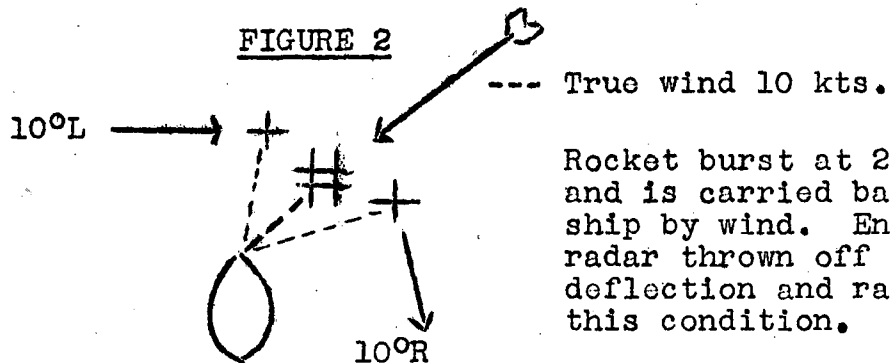 FIGURE 2
--- True wind 10 kts.
10°L
Rocket burst at 2
and is carried ba
ship by wind. En
radar thrown off
deflection and ra
this condition.
10°R